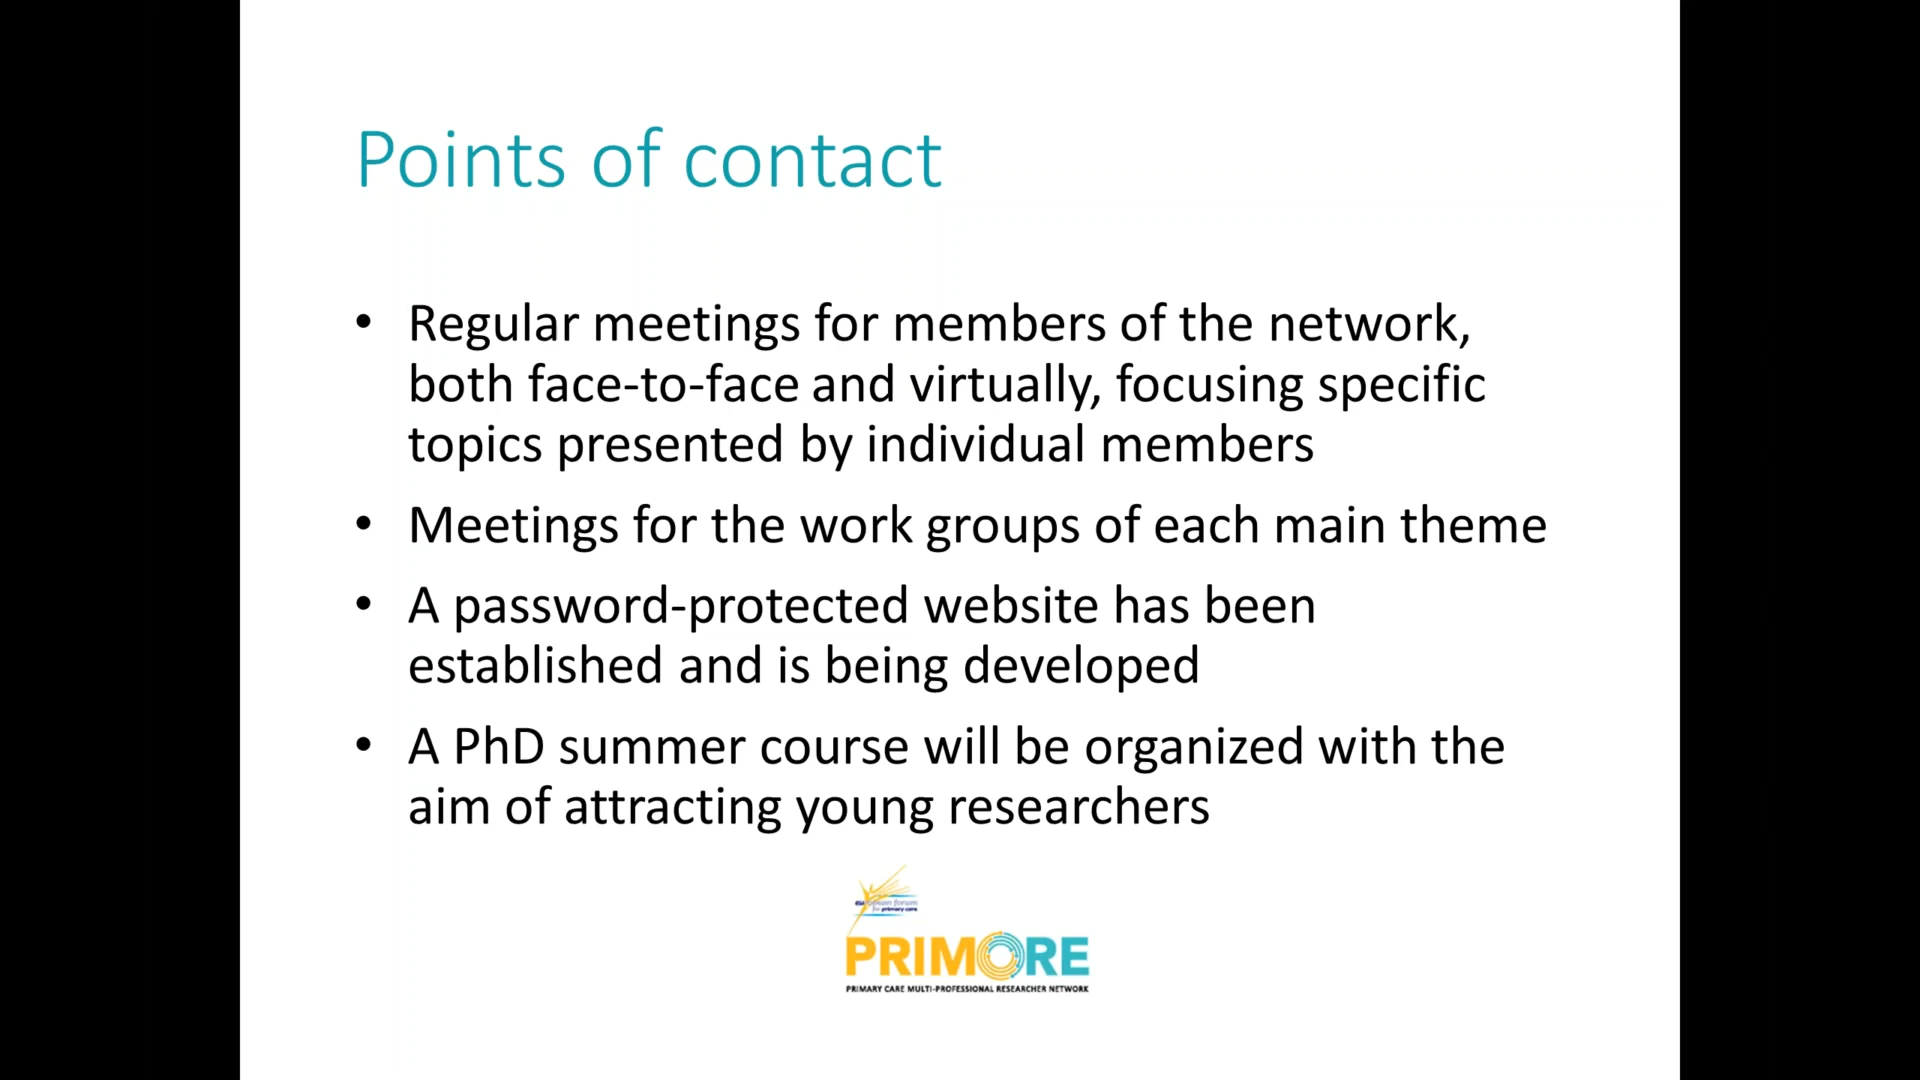 Points of contact
• Regular meetings for members of the network,
both face-to-face and virtually, focusing specific
topics presented by individual members
• Meetings for the work groups of each main theme
• A password-protected website has been
established and is being developed
• A PhD summer course will be organized with the
aim of attracting young researchers
european forum
for primary care
PRIMORE
PRIMARY CARE MULTI-PROFESSIONAL RESEARCHER NETWORK